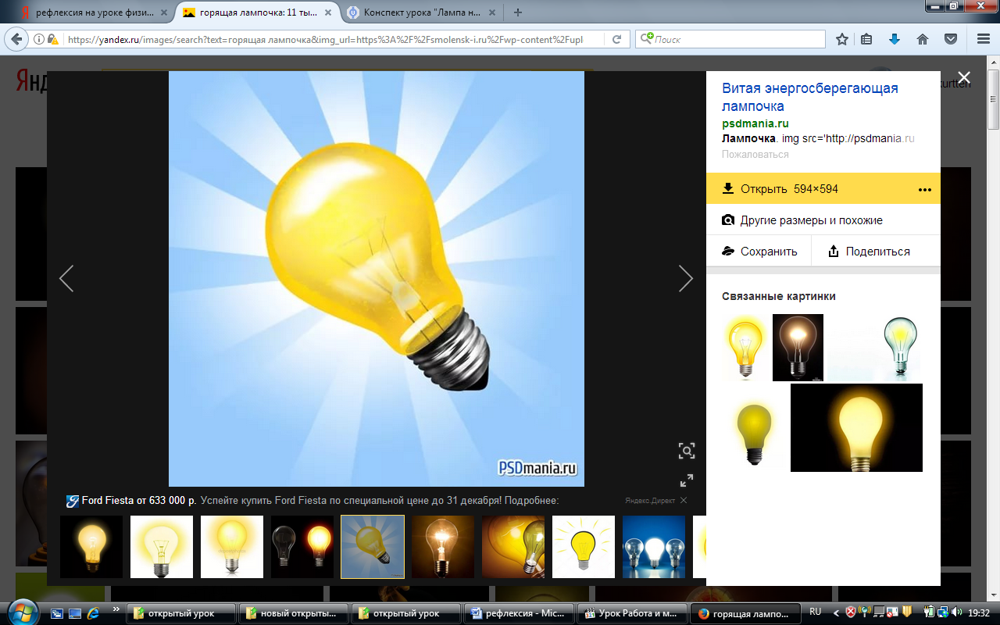 рефлексия на уроке физи...
горящая лампочка: 11 ты...
Конспект урока "Лампа н...
https://yandex.ru/images/search?text=горящая лампочка&img_url=https%3A%2F%2Fsmolensk-i.ru%2Fwp-content%2Fupl
Поиск
Янд
kurtteh
Витая энергосберегающая
лампочка
psdmania.ru
Лампочка. img src='http://psdmania.ru
Пожаловаться
Открыть 594×594
Другие размеры и похожие
Сохранить
Поделиться
Связанные картинки
PSDmania.ru
Ford Fiesta от 633 000 р. Успейте купить Ford Fiesta по специальной цене до 31 декабря! Подробнее:
Яндекс.Директ
открытый урок
новый открыты...
открытый урок
рефлексия - Mic...
Урок Работа и м...
горящая лампо...
RU
19:32